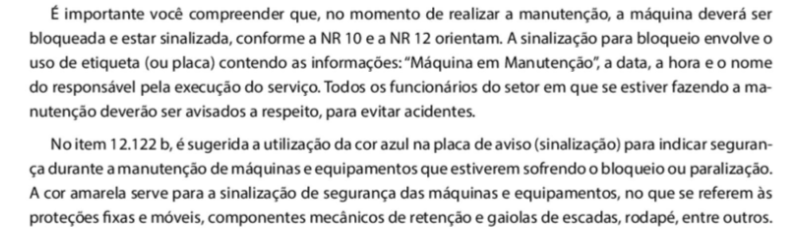 É importante você compreender que, no momento de realizar a manutenção, a máquina deverá ser
bloqueada e estar sinalizada, conforme a NR 10 e a NR 12 orientam. A sinalização para bloqueio envolve o
uso de etiqueta (ou placa) contendo as informações: “Máquina em Manutenção”, a data, a hora e o nome
do responsável pela execução do serviço. Todos os funcionários do setor em que se estiver fazendo a ma-
nutenção deverão ser avisados a respeito, para evitar acidentes.
No item 12.122 b, é sugerida a utilização da cor azul na placa de aviso (sinalização) para indicar seguran-
ça durante a manutenção de máquinas e equipamentos que estiverem sofrendo o bloqueio ou paralização.
A cor amarela serve para a sinalização de segurança das máquinas e equipamentos, no que se referem às
proteções fixas e móveis, componentes mecânicos de retenção e gaiolas de escadas, rodapé, entre outros.